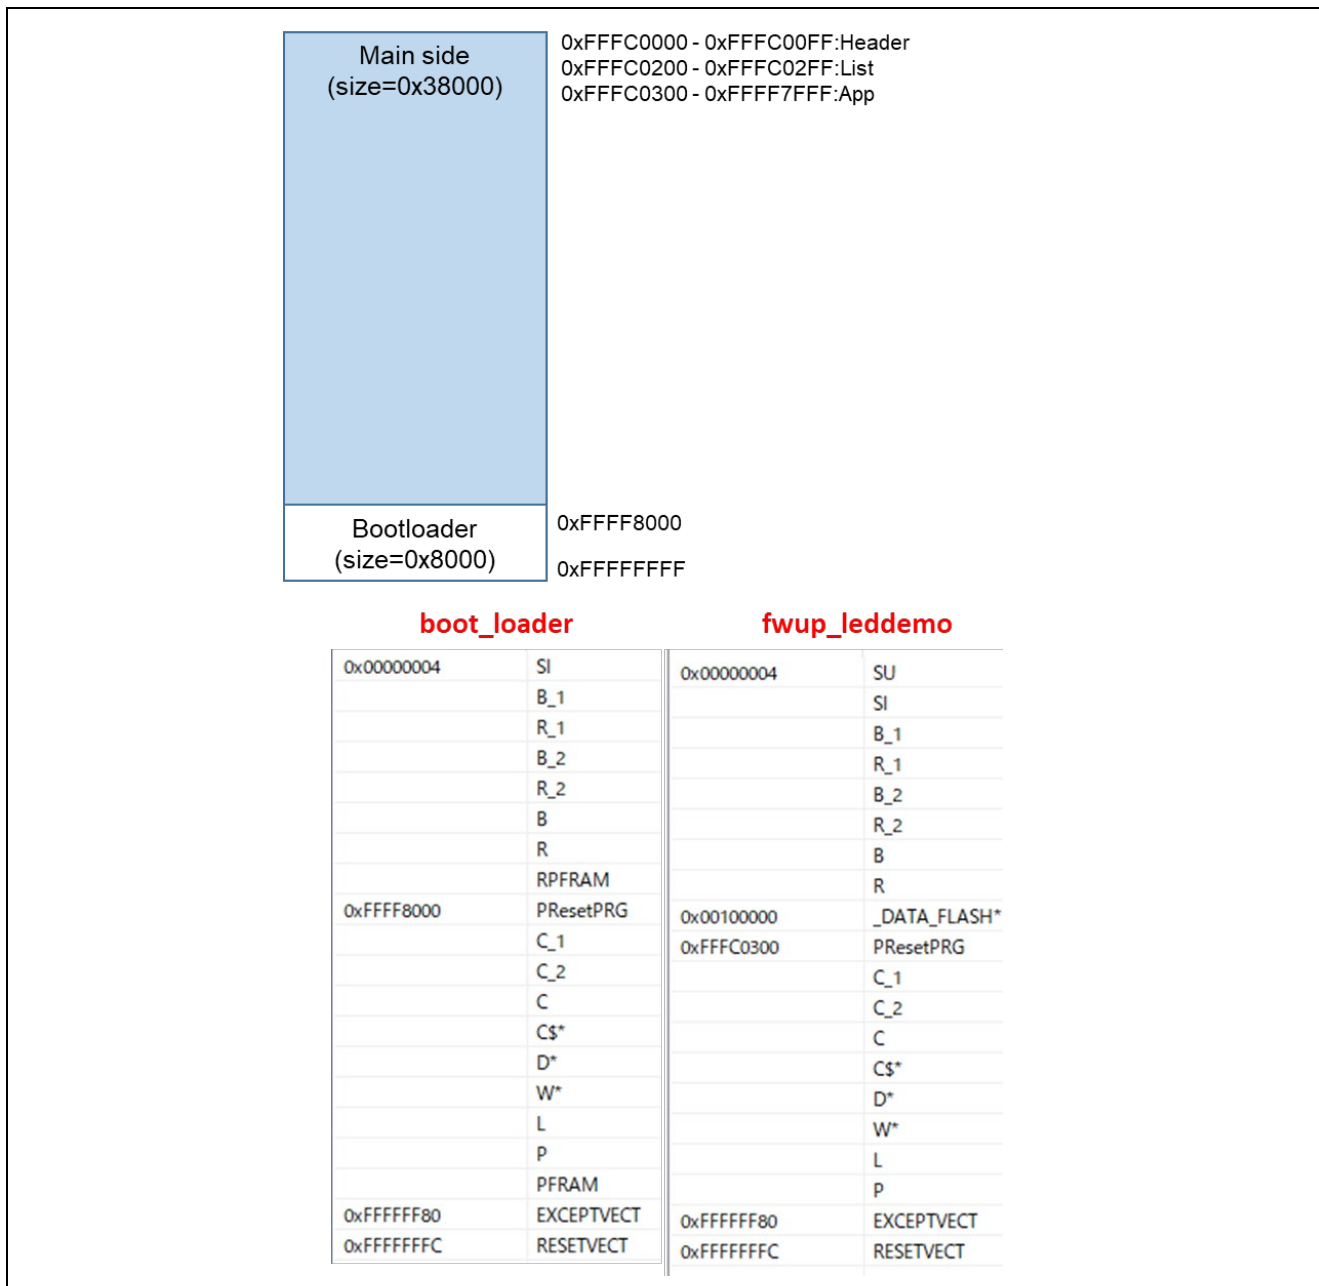 Main side
(size=0x38000)
0xFFFC0000 - 0xFFFC00FF:Header
0xFFFC0200 - 0xFFFC02FF:List
0xFFFC0300 - 0xFFFF7FFF:App
Bootloader
(size=0x8000)
0xFFFF8000
0xFFFFFFFF
boot_loader
0x00000004 SI
B_1
R_1
B_2
R_2
B
R
RPFRAM
0xFFFF8000 PResetPRG
C_1
C_2
C
C$*
D*
W*
L
P
PFRAM
0xFFFFFF80 EXCEPTVECT
0xFFFFFFFC RESETVECT
fwup_leddemo
0x00000004 SU
SI
B_1
R_1
B_2
R_2
B
R
0x00100000 _DATA_FLASH*
0xFFFC0300 PResetPRG
C_1
C_2
C
C$*
D*
W*
L
P
0xFFFFFF80 EXCEPTVECT
0xFFFFFFFC RESETVECT